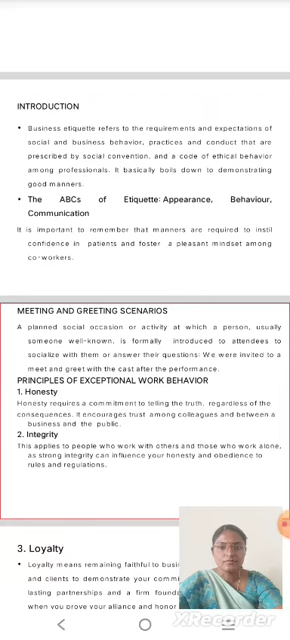 INTRODUCTION
• Business etiquette refers to the requirements and expectations of
social and business behavior, practices and conduct that are
prescribed by social convention, and a code of ethical behavior
among professionals. It basically boils down to demonstrating
good manners.
• The ABCs of Etiquette: Appearance, Behaviour,
Communication
It is important to remember that manners are required to instil
confidence in patients and foster a pleasant mindset among
co-workers.
MEETING AND GREETING SCENARIOS
A planned social occasion or activity at which a person, usually
someone well-known, is formally introduced to attendees to
socialize with them or answer their questions: We were invited to a
meet and greet with the cast after the performance.
PRINCIPLES OF EXCEPTIONAL WORK BEHAVIOR
1. Honesty
Honesty requires a commitment to telling the truth, regardless of the
consequences. It encourages trust among colleagues and between a
business and the public.
2. Integrity
This applies to people who work with others and those who work alone,
as strong integrity can influence your honesty and obedience to
rules and regulations.
3. Loyalty
• Loyalty means remaining faithful to
and clients to demonstrate your
lasting partnerships and a firm
when you prove your alliance and honor
XRecorder